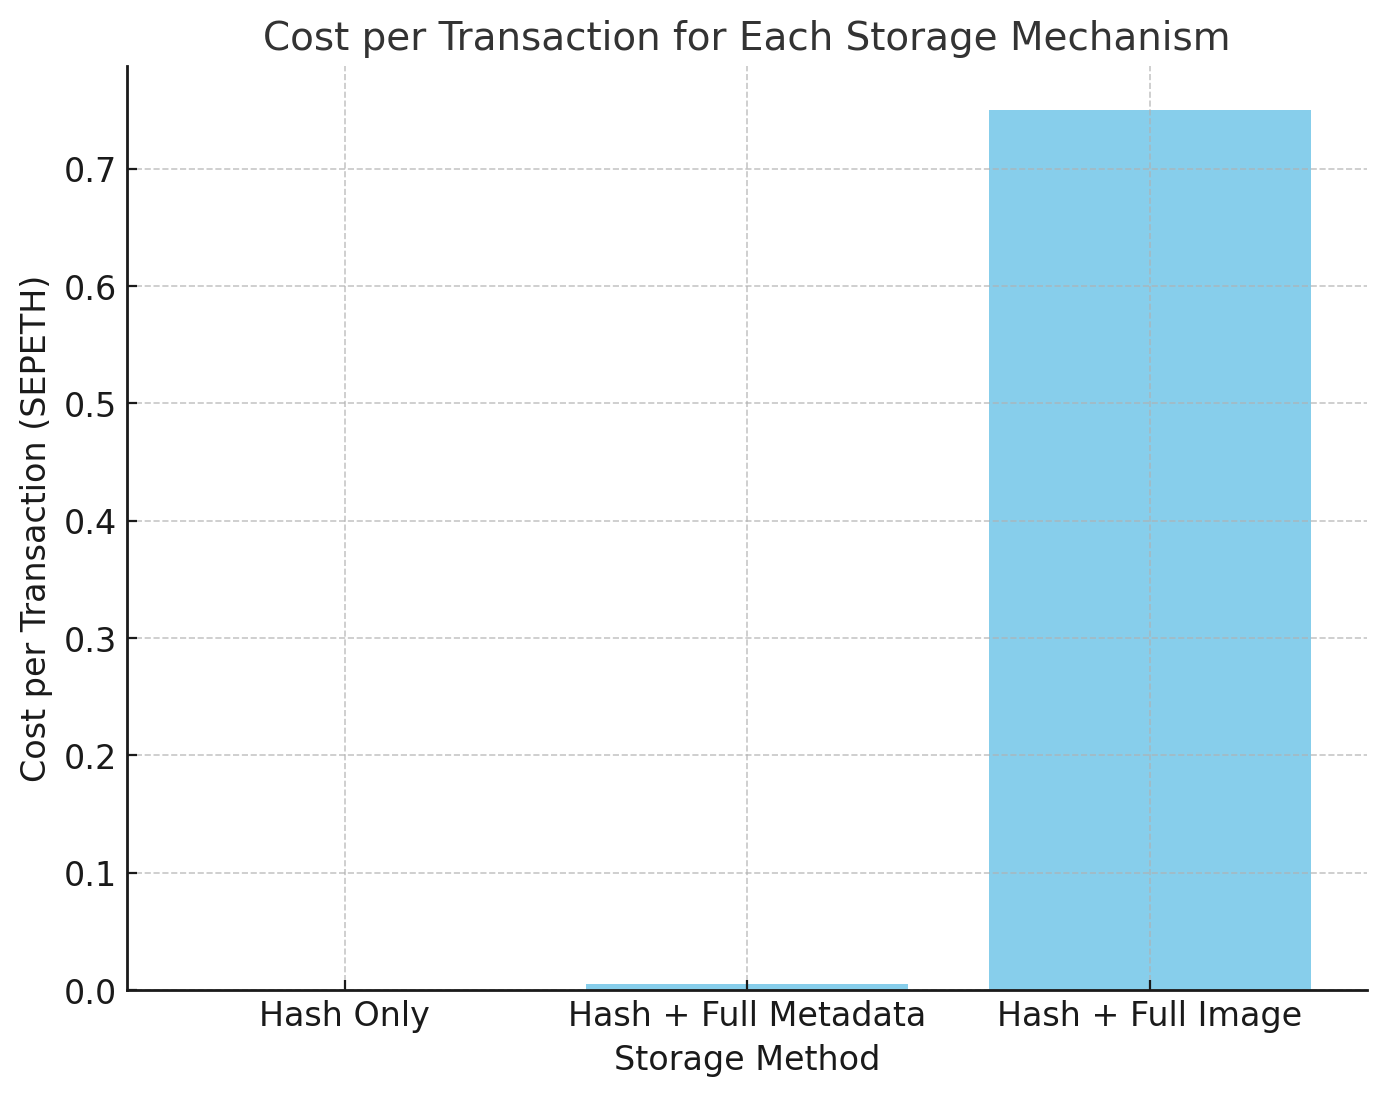 Cost per Transaction for Each Storage Mechanism
Cost per Transaction (SEPETH)
0.7
0.6
0.5
0.4
0.3
0.2
0.1
0.0
Hash Only
Hash + Full Metadata
Hash + Full Image
Storage Method